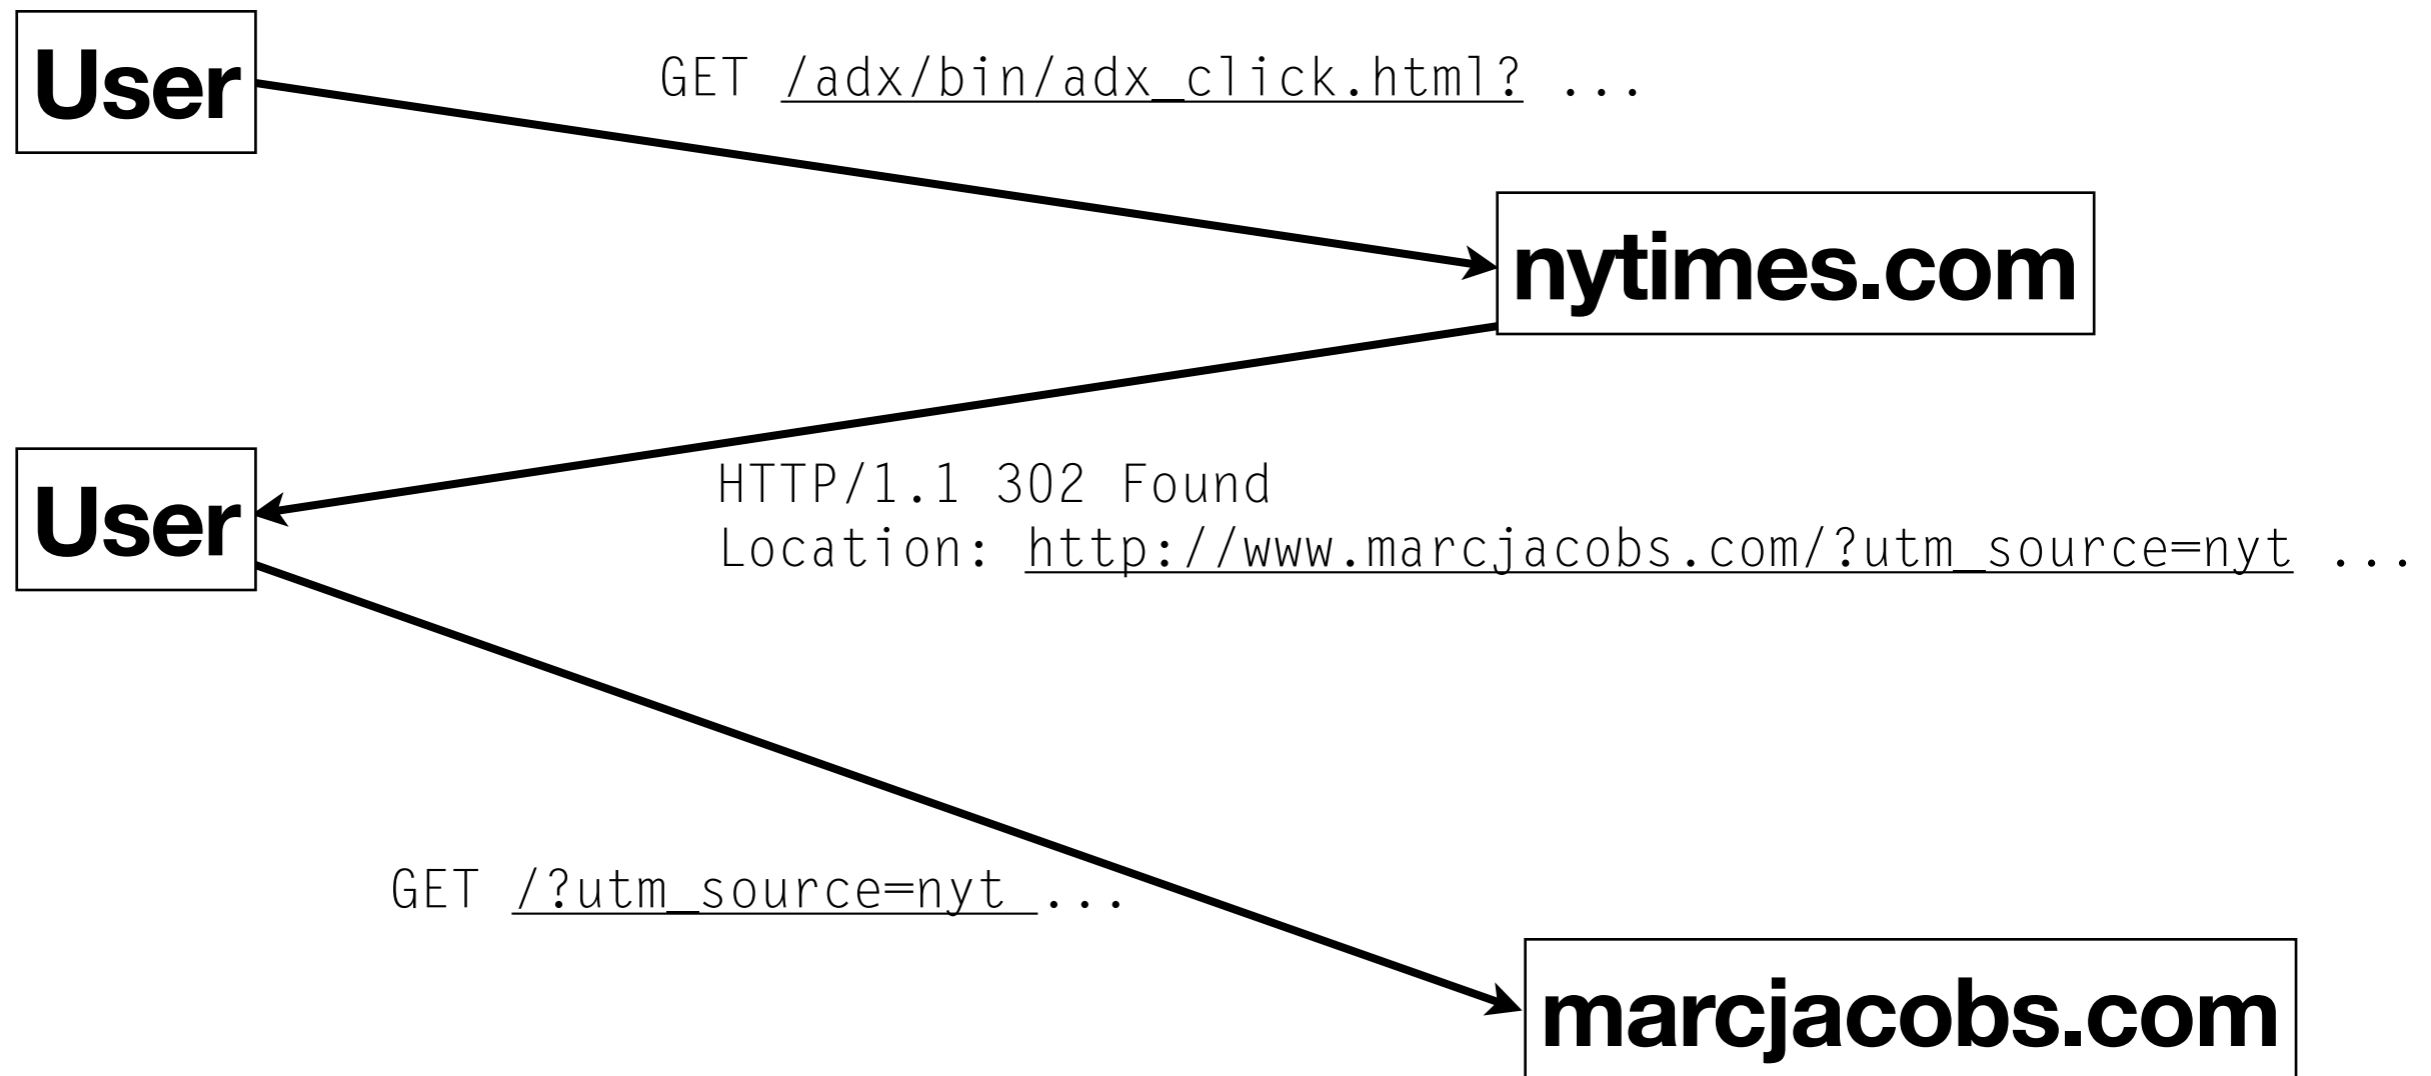 User
GET /adx/bin/adx_click.html? ...
nytimes.com
User
HTTP/1.1 302 Found
Location: http://www.marcjacobs.com/?utm_source=nyt ...
GET /?utm_source=nyt ...
marcjacobs.com